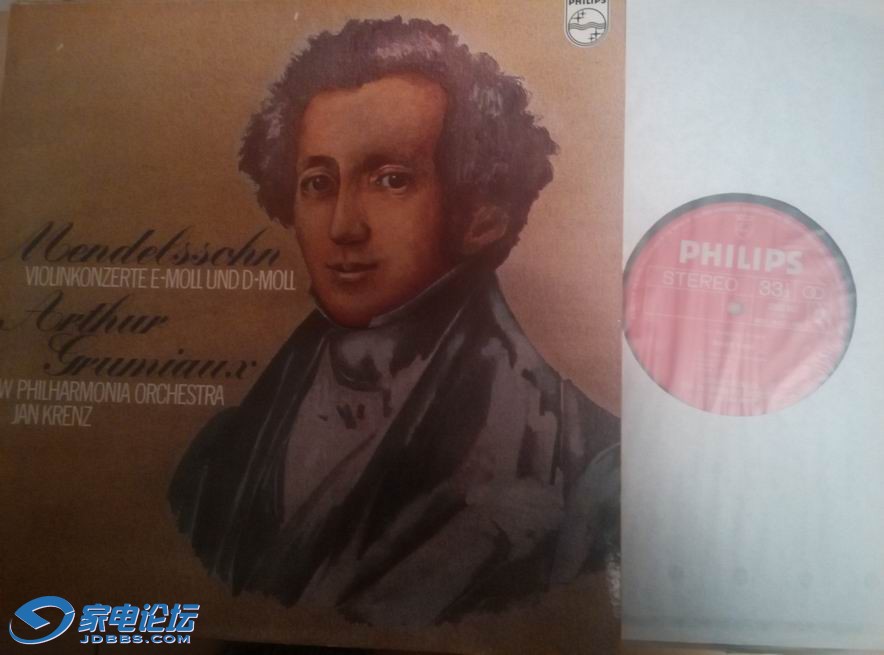 PHILIPS
Mendelssohn
VIOLINKONZERTE E-MOLL UND D-MOLL
Arthur
Grumiaux
W PHILHARMONIA ORCHESTRA
JAN KRENZ
PHILIPS
STEREO 33⅓
家电论坛
JDBBS.COM